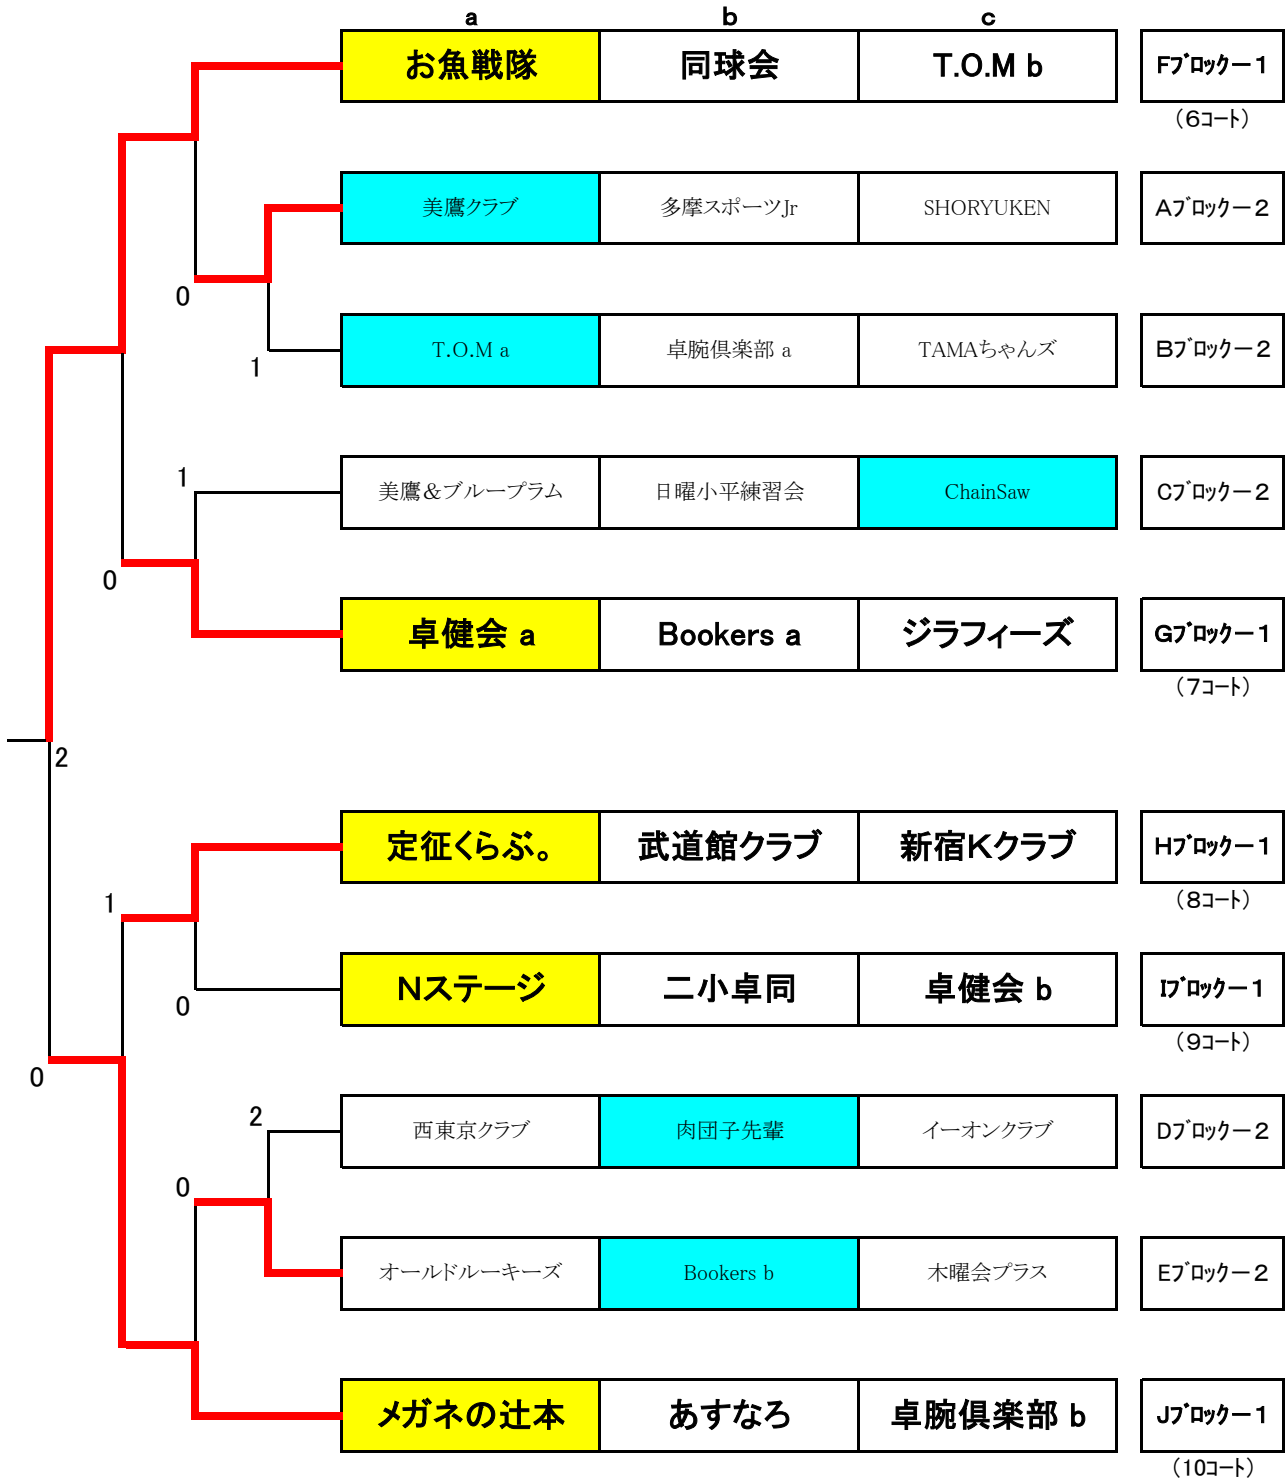 a b c
お魚戦隊 同球会 T.O.M b Fブロックー1
（6コート）
美鷹クラブ 多摩スポーツJr SHORYUKEN Aブロックー2
0
T.O.M a 卓腕倶楽部 a TAMAちゃんズ Bブロックー2
1
1
美鷹＆ブループラム 日曜小平練習会 ChainSaw Cブロックー2
0
卓健会 a Bookers a ジラフィーズ Gブロックー1
（7コート）
2
定征くらぶ。 武道館クラブ 新宿Kクラブ Hブロックー1
1
（8コート）
Nステージ 二小卓同 卓健会 b Iブロックー1
0
（9コート）
0
2
西東京クラブ 肉団子先輩 イーオンクラブ Dブロックー2
0
オールドルーキーズ Bookers b 木曜会プラス Eブロックー2
メガネの辻本 あすなろ 卓腕倶楽部 b Jブロックー1
（10コート）